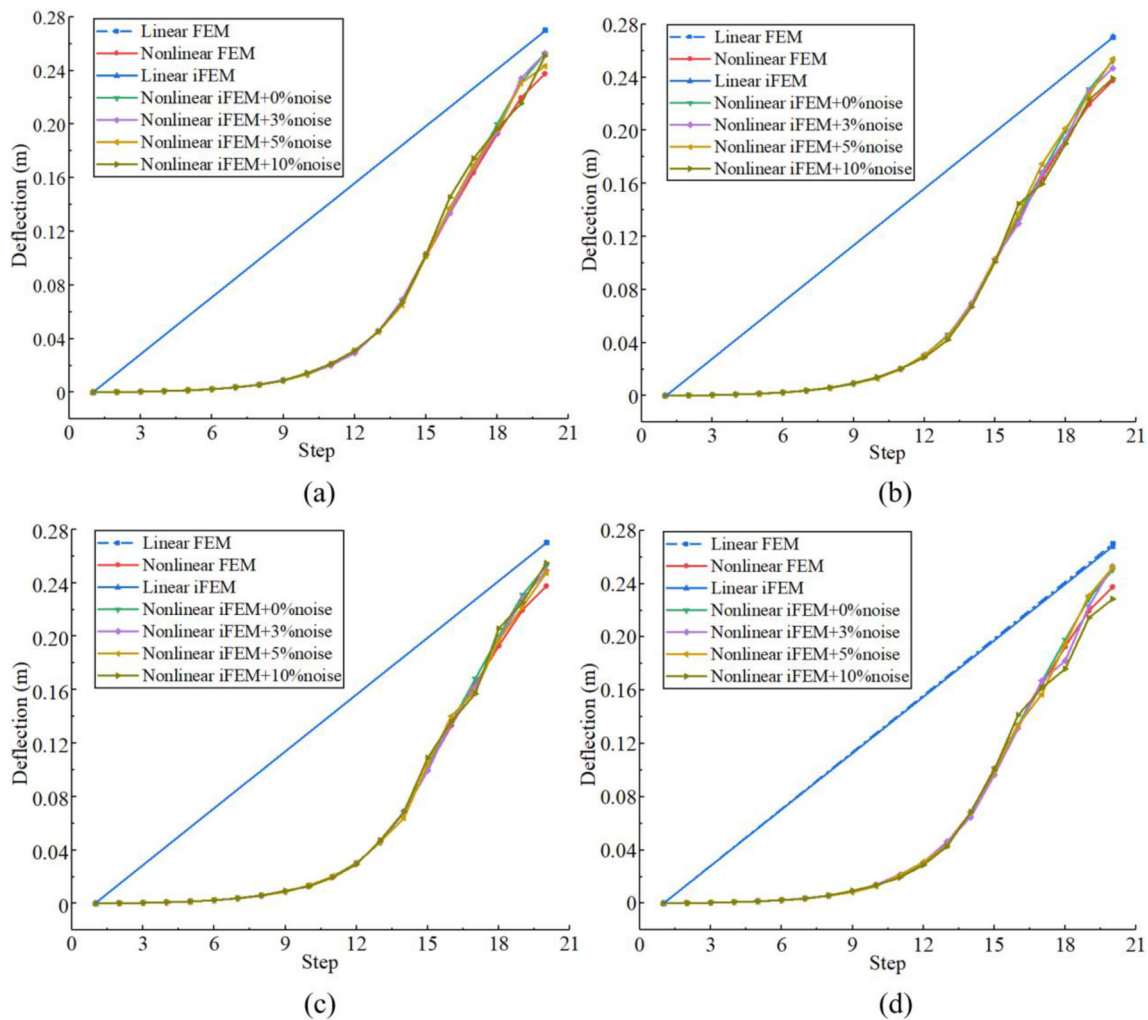 0.28
0.24
0.20
0.16
0.12
0.08
0.04
0
Deflection (m)
Linear FEM
Nonlinear FEM
Linear iFEM
Nonlinear iFEM+0%noise
Nonlinear iFEM+3%noise
Nonlinear iFEM+5%noise
Nonlinear iFEM+10%noise
0 3 6 9 12 15 18 21
Step
(a)
0.28
0.24
0.20
0.16
0.12
0.08
0.04
0
Deflcetion (m)
Linear FEM
Nonlinear FEM
Linear iFEM
Nonlinear iFEM+0%noise
Nonlinear iFEM+3%noise
Nonlinear iFEM+5%noise
Nonlinear iFEM+10%noise
0 3 6 9 12 15 18 21
Step
(b)
0.28
0.24
0.20
0.16
0.12
0.08
0.04
0
Deflection (m)
Linear FEM
Nonlinear FEM
Linear iFEM
Nonlinear iFEM+0%noise
Nonlinear iFEM+3%noise
Nonlinear iFEM+5%noise
Nonlinear iFEM+10%noise
0 3 6 9 12 15 18 21
Step
(c)
0.28
0.24
0.20
0.16
0.12
0.08
0.04
0
Deflection (m)
Linear FEM
Nonlinear FEM
Linear iFEM
Nonlinear iFEM+0%noise
Nonlinear iFEM+3%noise
Nonlinear iFEM+5%noise
Nonlinear iFEM+10%noise
0 3 6 9 12 15 18 21
Step
(d)